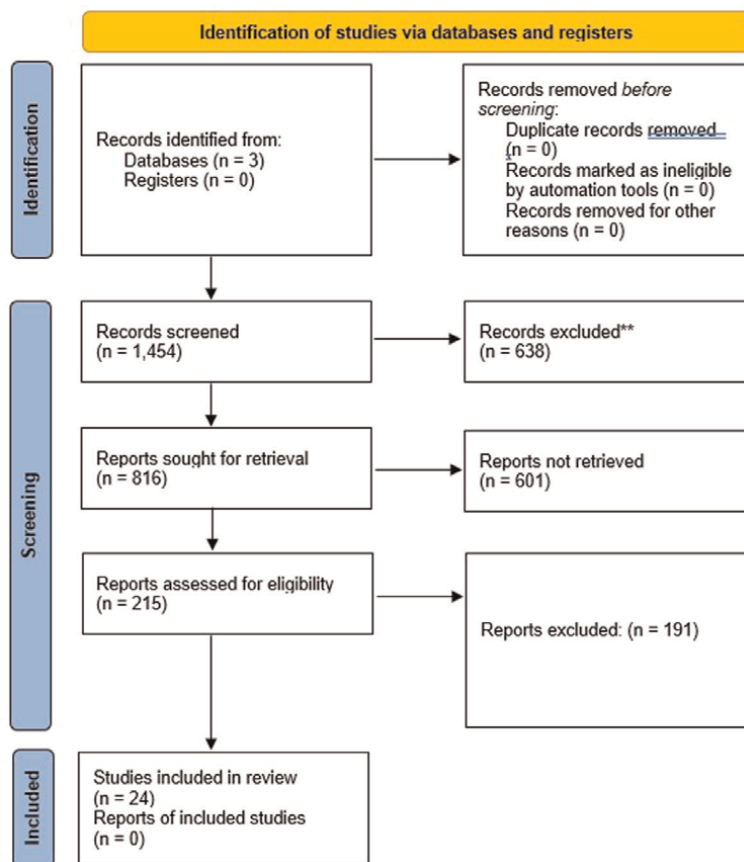 Identification of studies via databases and registers
Identification
Records identified from:
Databases (n = 3)
Registers (n = 0)
Records removed before
screening:
Duplicate records removed
(n = 0)
Records marked as ineligible
by automation tools (n = 0)
Records removed for other
reasons (n = 0)
Screening
Records screened
(n = 1,454)
Records excluded**
(n = 638)
Reports sought for retrieval
(n = 816)
Reports not retrieved
(n = 601)
Reports assessed for eligibility
(n = 215)
Reports excluded: (n = 191)
Included
Studies included in review
(n = 24)
Reports of included studies
(n = 0)